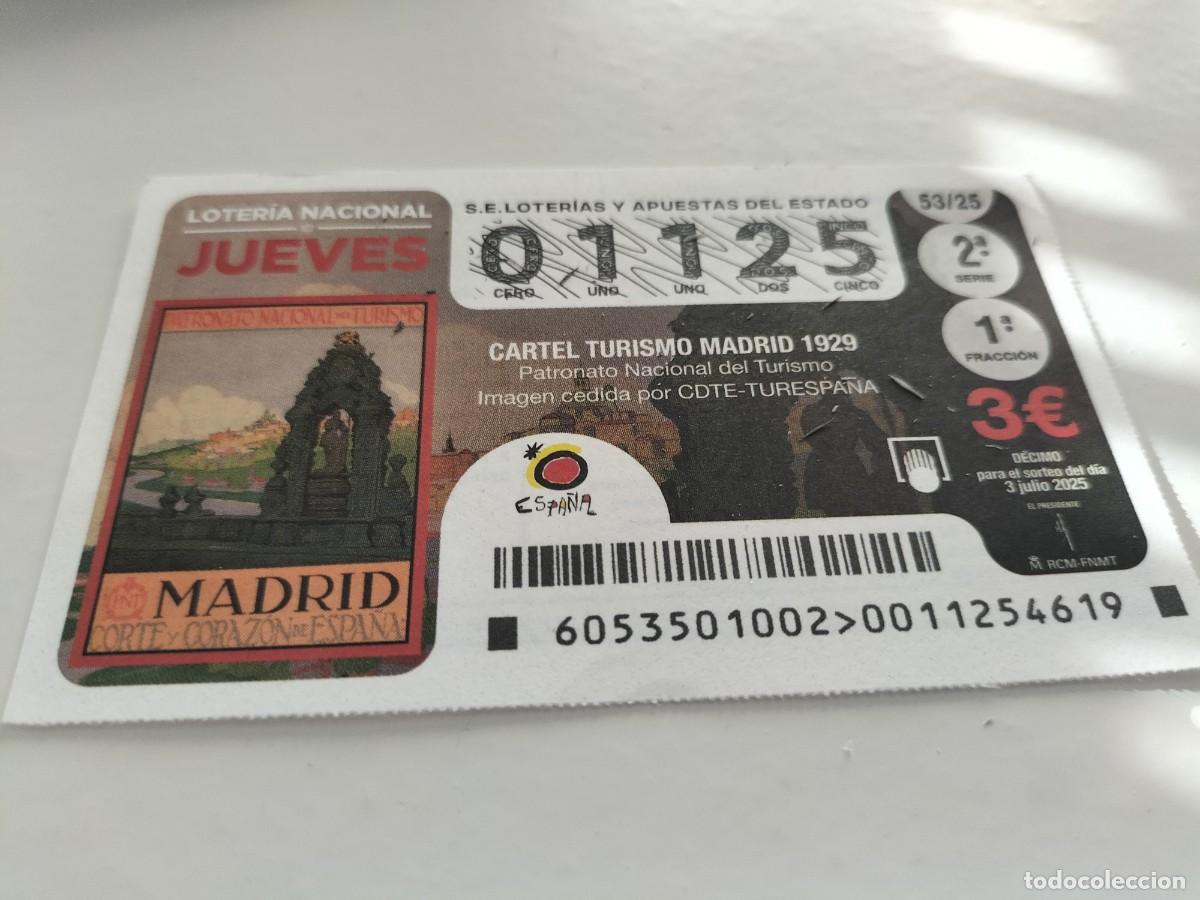 LOTERÍA NACIONAL
JUEVES
PATRONATO NACIONAL DEL TURISMO
PNT
MADRID
CORTE Y CORAZÓN DE ESPAÑA
S.E.LOTERÍAS Y APUESTAS DEL ESTADO
01125
CERO UNO UNO DOS CINCO
CARTEL TURISMO MADRID 1929
Patronato Nacional del Turismo
Imagen cedida por CDTE-TURESPAÑA
ESPAÑA
53/25
2ª
SERIE
1ª
FRACCIÓN
3€
DÉCIMO
para el sorteo del día
3 julio 2025
EL PRESIDENTE
RCM-FNMT
6053501002>0011254619
todocoleccion